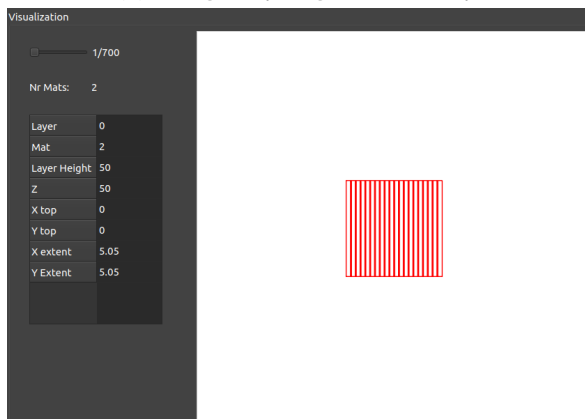 Visualization
1/700
Nr Mats: 2
Layer 0
Mat 2
Layer Height 50
Z 50
X top 0
Y top 0
X extent 5.05
Y Extent 5.05